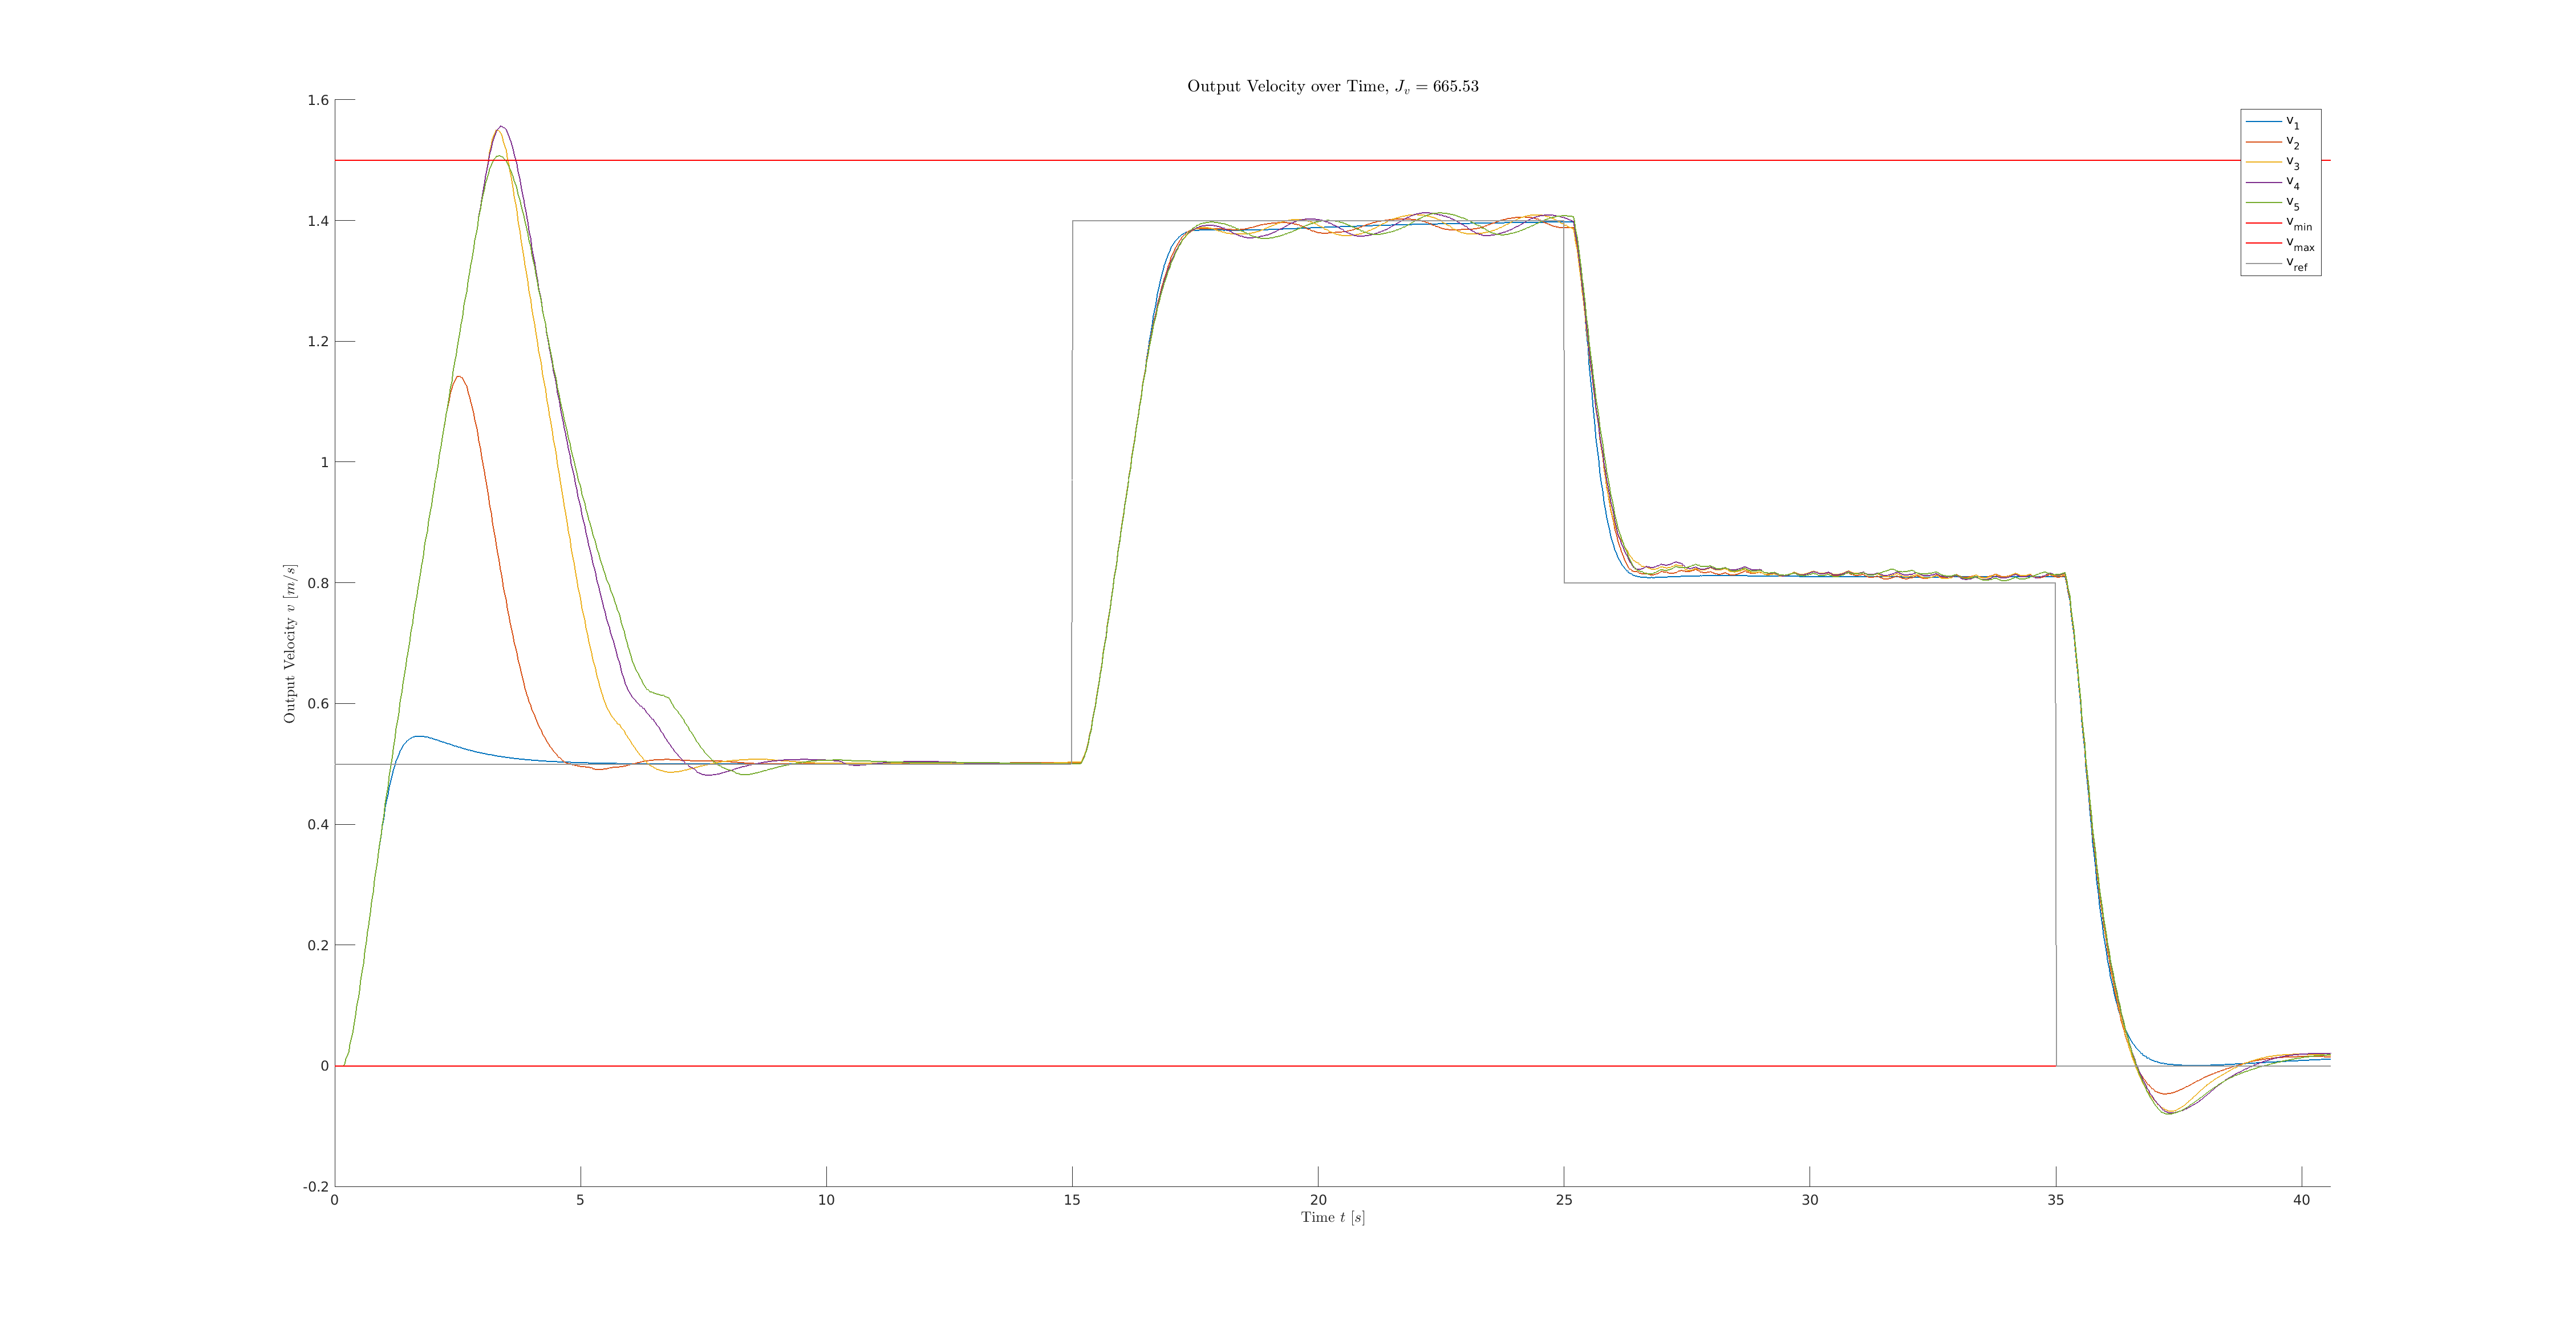 Output Velocity over Time, J_v = 665.53
1.6
1.4
1.2
1
0.8
0.6
0.4
0.2
0
-0.2
Output Velocity v [m/s]
0 5 10 15 20 25 30 35 40
Time t [s]
v_1
v_2
v_3
v_4
v_5
v_min
v_max
v_ref